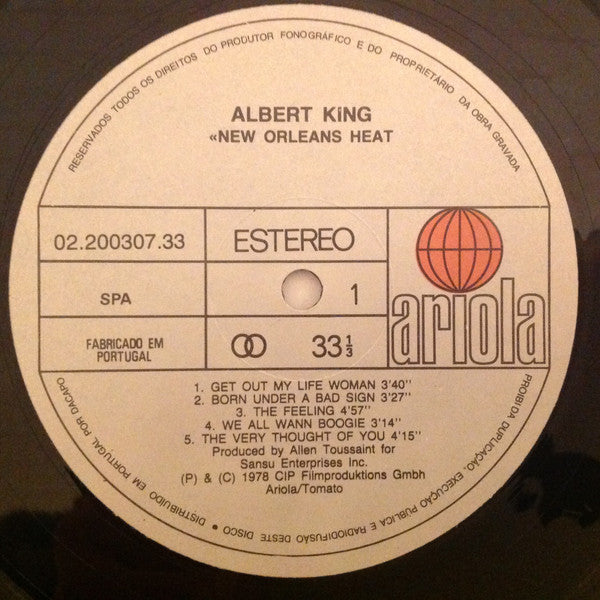 RESERVADOS TODOS OS DIREITOS DO PRODUTOR FONOGRÁFICO E DO PROPRIETÁRIO DA OBRA GRAVADA
ALBERT KING
«NEW ORLEANS HEAT
02.200307.33
ESTEREO
SPA
1
ariola
FABRICADO EM
PORTUGAL
33 1/3
1. GET OUT MY LIFE WOMAN 3'40''
2. BORN UNDER A BAD SIGN 3'27''
3. THE FEELING 4'57''
4. WE ALL WANN BOOGIE 3'14''
5. THE VERY THOUGHT OF YOU 4'15''
Produced by Allen Toussaint for
Sansu Enterprises Inc.
(P) & (C) 1978 CIP Filmproduktions Gmbh
Ariola/Tomato
PROIBIDA DUPLICAÇÃO, EXECUÇÃO PÚBLICA E RADIODIFUSÃO DESTE DISCO • DISTRIBUÍDO EM PORTUGAL POR DACAPO